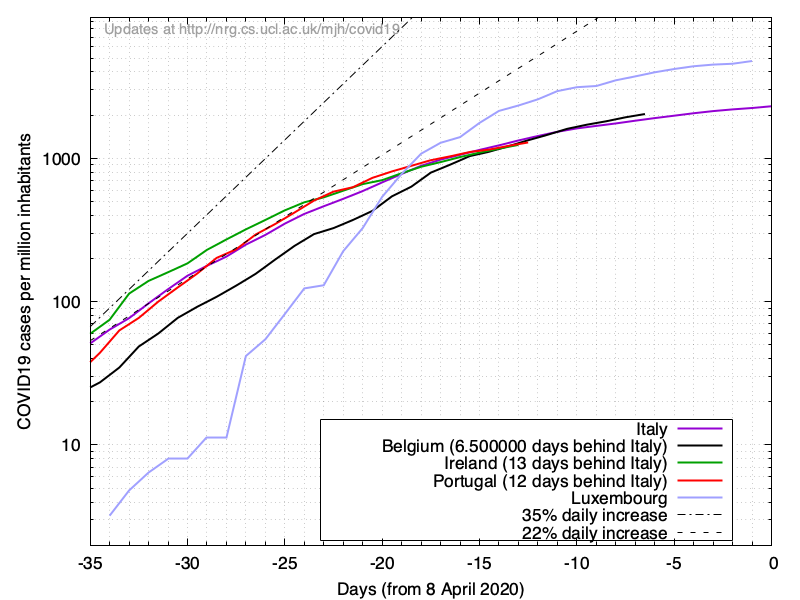 Updates at http://nrg.cs.ucl.ac.uk/mjh/covid19
COVID19 cases per million inhabitants
1000
100
10
Italy
Belgium (6.500000 days behind Italy)
Ireland (13 days behind Italy)
Portugal (12 days behind Italy)
Luxembourg
35% daily increase
22% daily increase
-35 -30 -25 -20 -15 -10 -5 0
Days (from 8 April 2020)